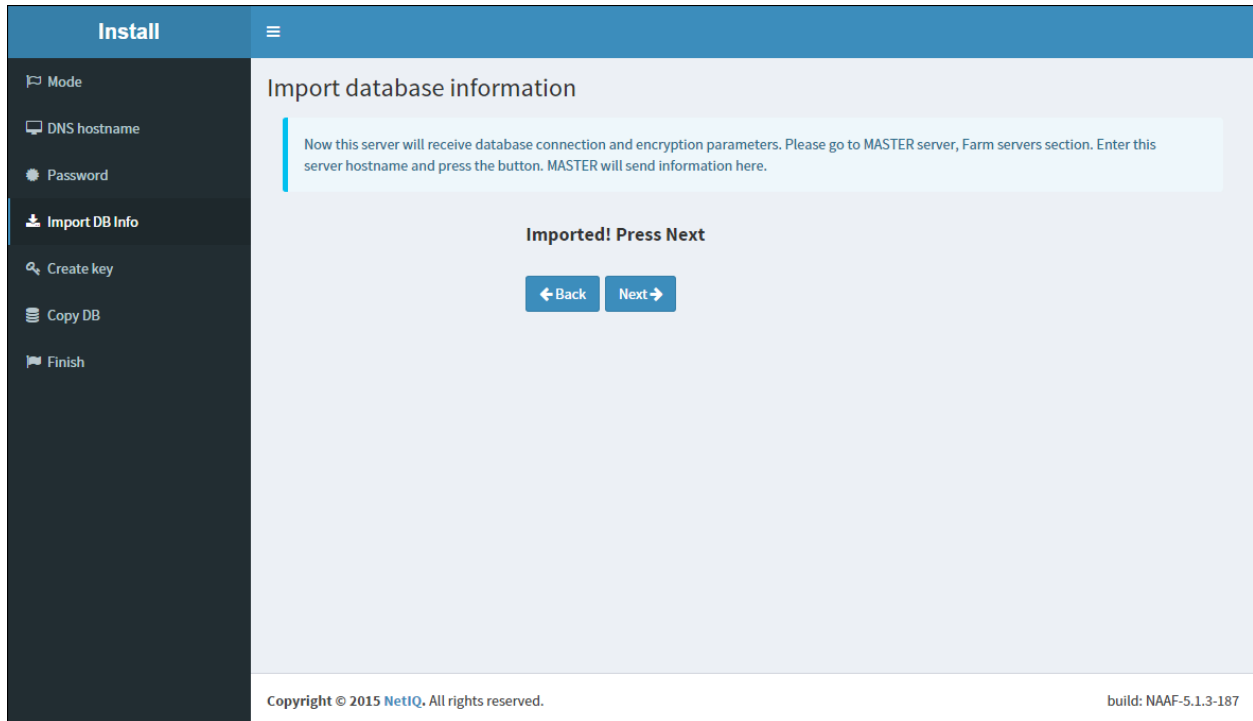 Install
Mode
DNS hostname
Password
Import DB Info
Create key
Copy DB
Finish
Import database information
Now this server will receive database connection and encryption parameters. Please go to MASTER server, Farm servers section. Enter this
server hostname and press the button. MASTER will send information here.
Imported! Press Next
Back Next
Copyright © 2015 NetIQ. All rights reserved. build: NAAF-5.1.3-187